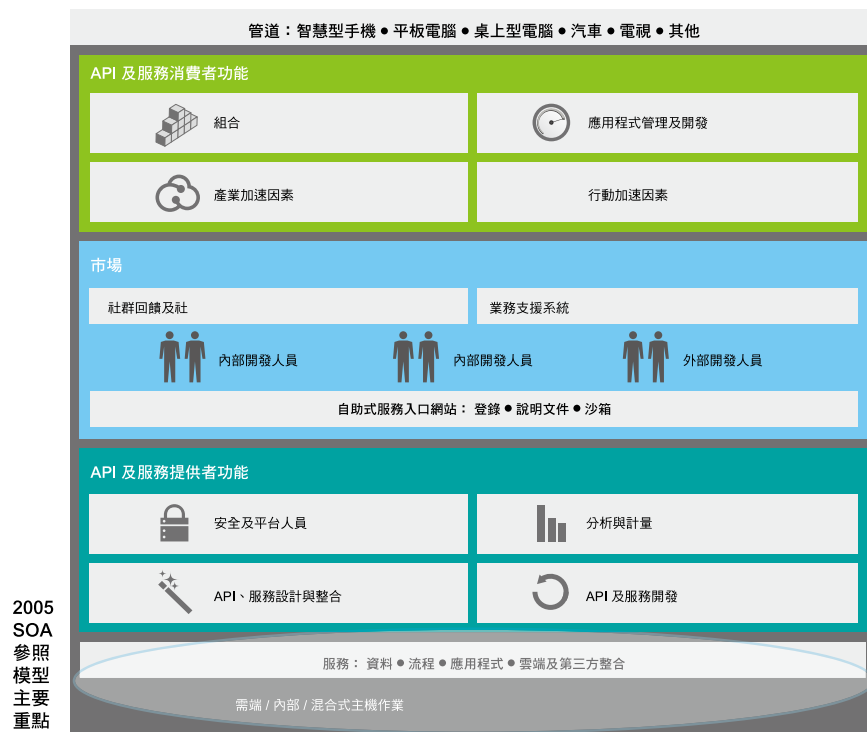 管道：智慧型手機 ● 平板電腦 ● 桌上型電腦 ● 汽車 ● 電視 ● 其他
API 及服務消費者功能
組合
應用程式管理及開發
產業加速因素
行動加速因素
市場
社群回饋及社
業務支援系統
內部開發人員
內部開發人員
外部開發人員
自助式服務入口網站： 登錄 ● 說明文件 ● 沙箱
API 及服務提供者功能
安全及平台人員
分析與計量
API、服務設計與整合
API 及服務開發
2005
SOA
參照
模型
主要
重點
服務： 資料 ● 流程 ● 應用程式 ● 雲端及第三方整合
需端 / 內部 / 混合式主機作業